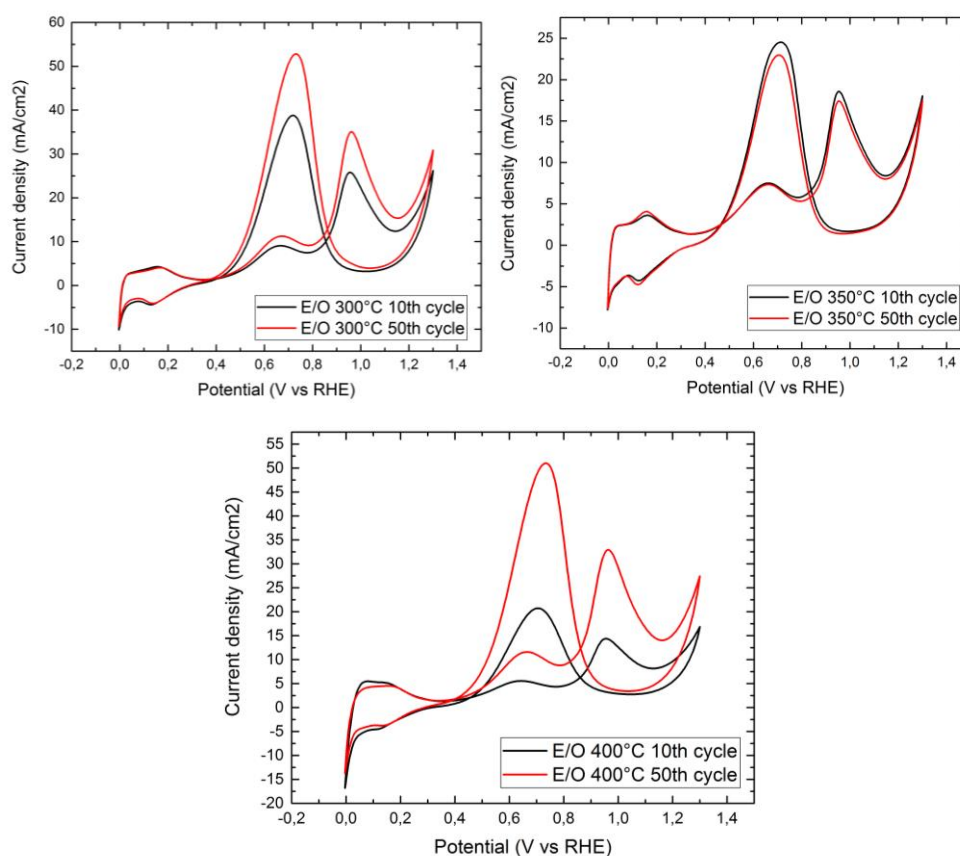 60
50
40
30
20
10
0
-10
Current density (mA/cm2)
E/O 300°C 10th cycle
E/O 300°C 50th cycle
-0,2 0,0 0,2 0,4 0,6 0,8 1,0 1,2 1,4
Potential (V vs RHE)
25
20
15
10
5
0
-5
-10
Current density (mA/cm2)
E/O 350°C 10th cycle
E/O 350°C 50th cycle
-0,2 0,0 0,2 0,4 0,6 0,8 1,0 1,2 1,4
Potential (V vs RHE)
55
50
45
40
35
30
25
20
15
10
5
0
-5
-10
-15
-20
Current density (mA/cm2)
E/O 400°C 10th cycle
E/O 400°C 50th cycle
-0,2 0,0 0,2 0,4 0,6 0,8 1,0 1,2 1,4
Potential (V vs RHE)